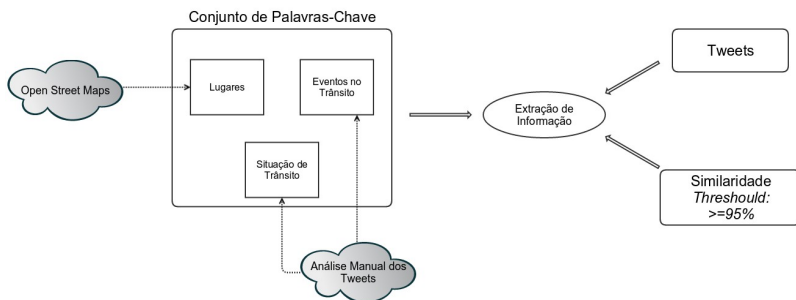 Conjunto de Palavras-Chave
Open Street Maps
Lugares
Eventos no
Trânsito
Situação de
Trânsito
Análise Manual dos
Tweets
Extração de
Informação
Tweets
Similaridade
Threshould:
>=95%